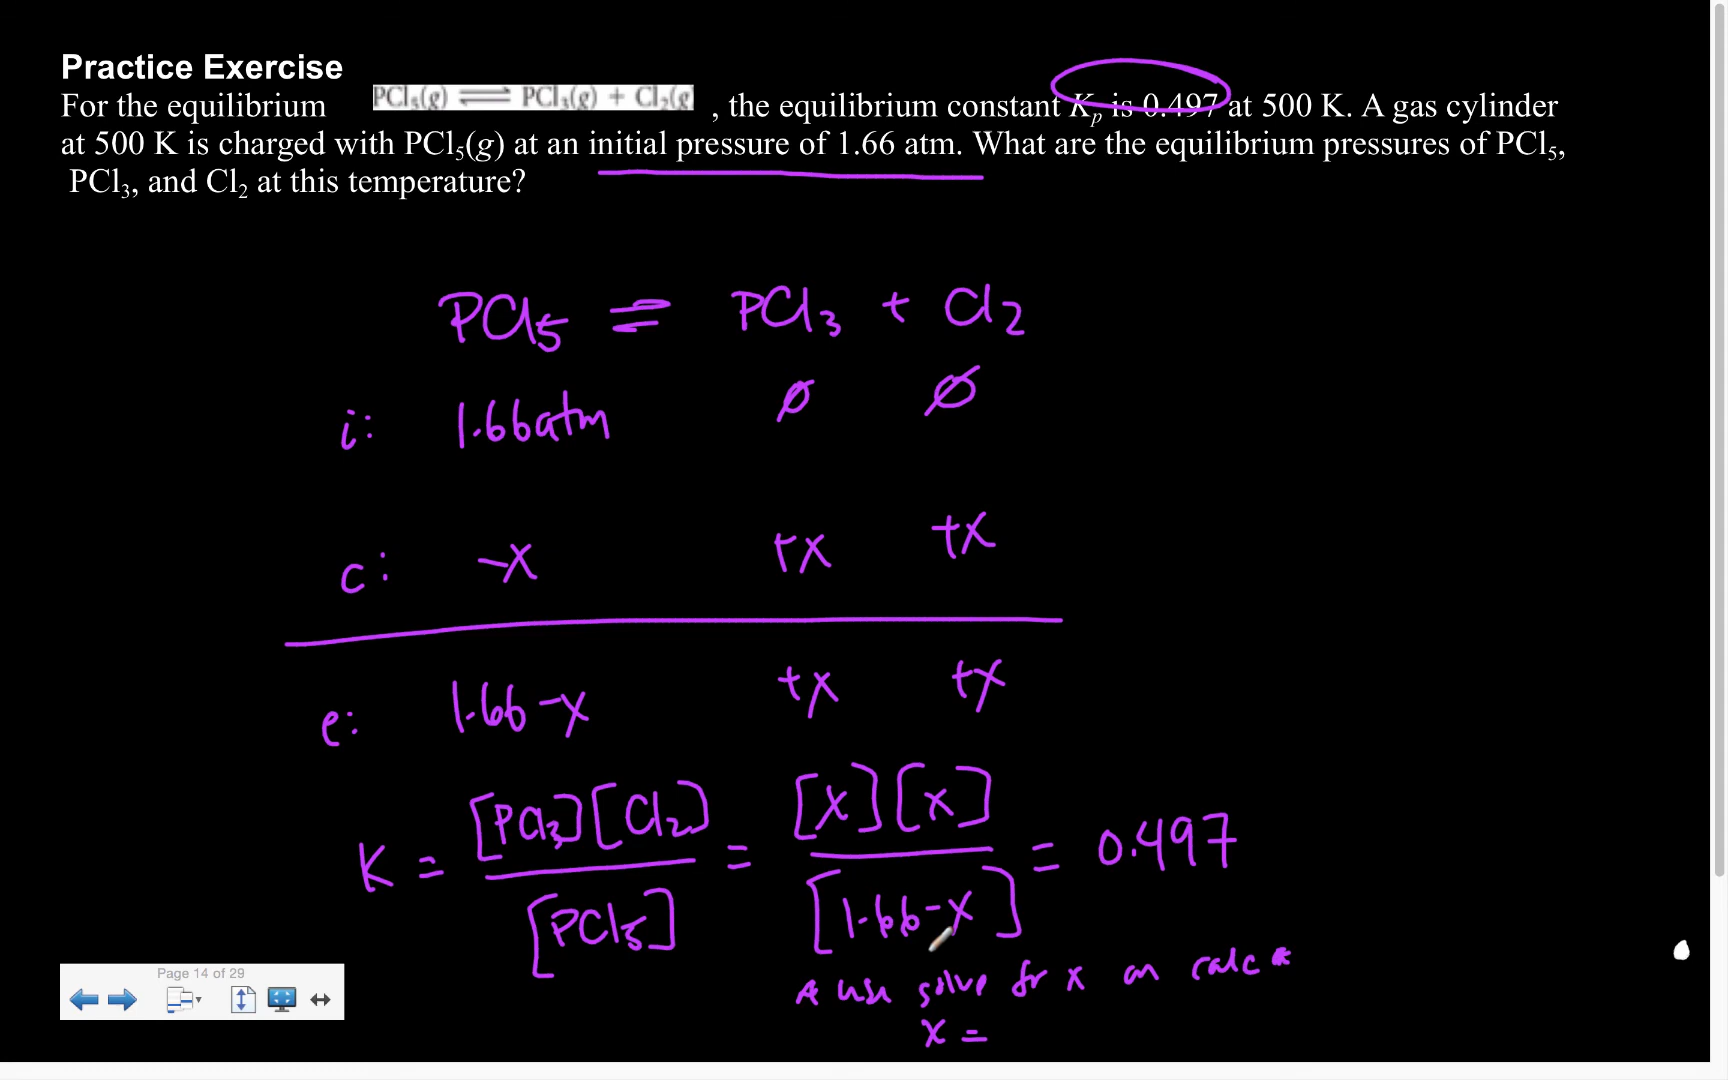 Practice Exercise
For the equilibrium PCl₅(g) ⇌ PCl₃(g) + Cl₂(g , the equilibrium constant Kₚ is 0.497 at 500 K. A gas cylinder
at 500 K is charged with PCl₅(g) at an initial pressure of 1.66 atm. What are the equilibrium pressures of PCl₅,
PCl₃, and Cl₂ at this temperature?
PCl₅ ⇌ PCl₃ + Cl₂
i: 1.66atm ∅ ∅
c: -x +x +x
e: 1.66-x +x +x
K = [PCl₃][Cl₂] / [PCl₅] = [x][x] / [1.66-x] = 0.497
use solve for x on calc *
x =
Page 14 of 29